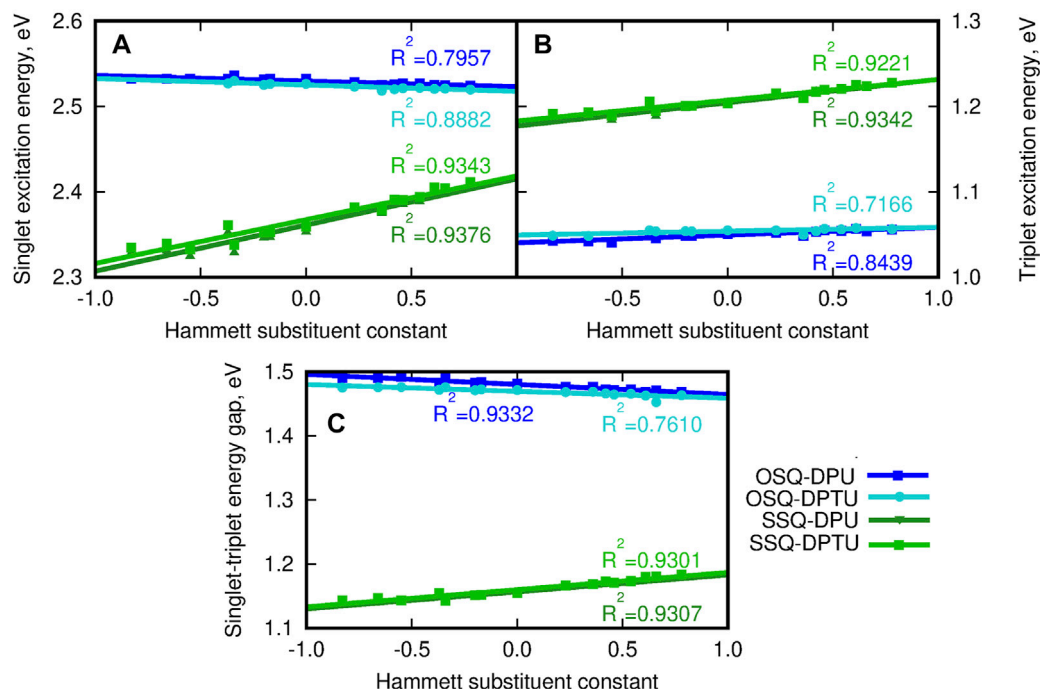 A
B
Singlet excitation energy, eV
2.6
2.5
2.4
2.3
R²=0.7957
R²=0.8882
R²=0.9343
R²=0.9376
-1.0
-0.5
0.0
0.5
Hammett substituent constant
R²=0.9221
R²=0.9342
R²=0.7166
R²=0.8439
1.3
1.2
1.1
1.0
Triplet excitation energy, eV
-0.5
0.0
0.5
1.0
Hammett substituent constant
C
Singlet-triplet energy gap, eV
1.5
1.4
1.3
1.2
1.1
R²=0.9332
R²=0.7610
R²=0.9301
R²=0.9307
-1.0
-0.5
0.0
0.5
1.0
Hammett substituent constant
OSQ-DPU
OSQ-DPTU
SSQ-DPU
SSQ-DPTU